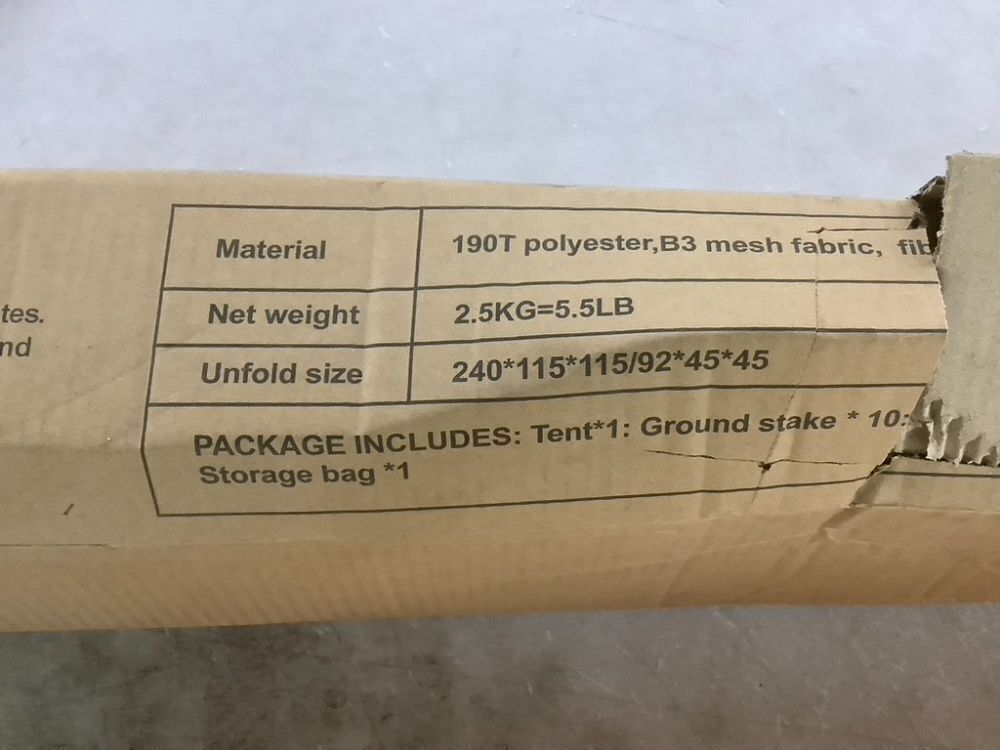 tes.
nd
Material
190T polyester,B3 mesh fabric, fib
Net weight
2.5KG=5.5LB
Unfold size
240*115*115/92*45*45
PACKAGE INCLUDES: Tent*1: Ground stake * 10:
Storage bag *1